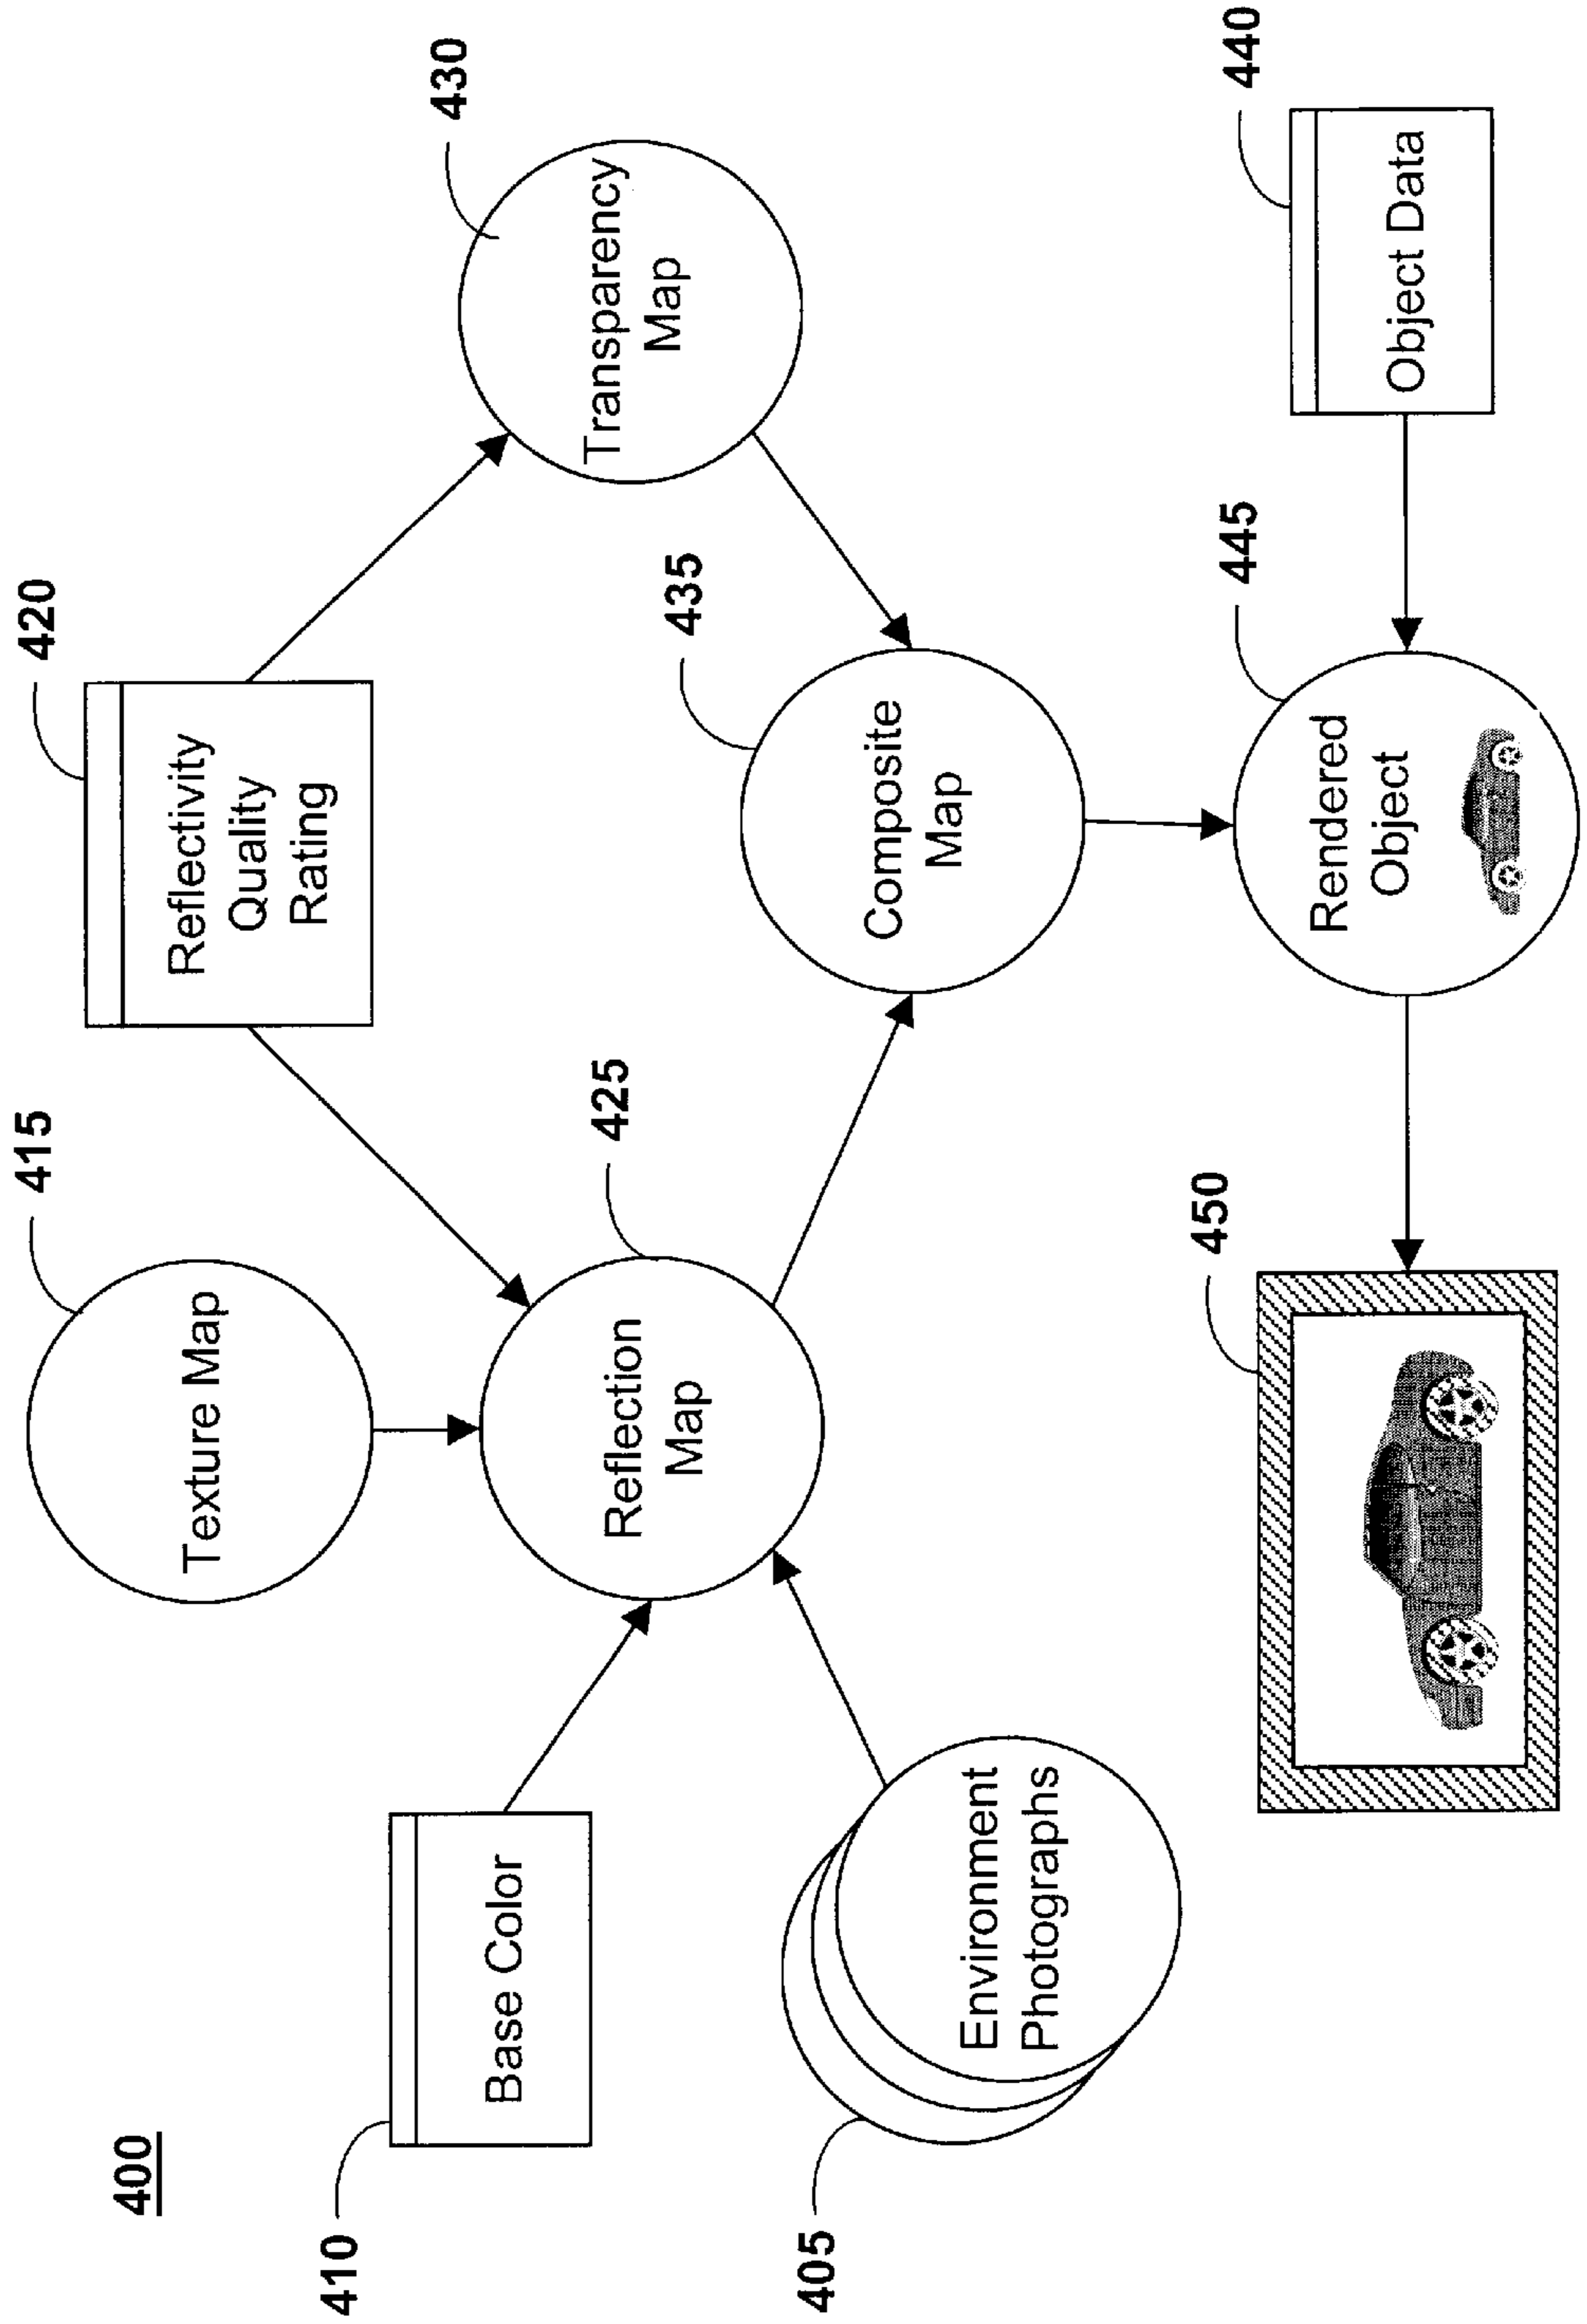 400
415
420
430
410
Texture Map
Reflectivity
Quality
Rating
Transparency
Map
Base Color
425
Reflection
Map
435
Composite
Map
405
Environment
Photographs
450
445
Rendered
Object
440
Object Data